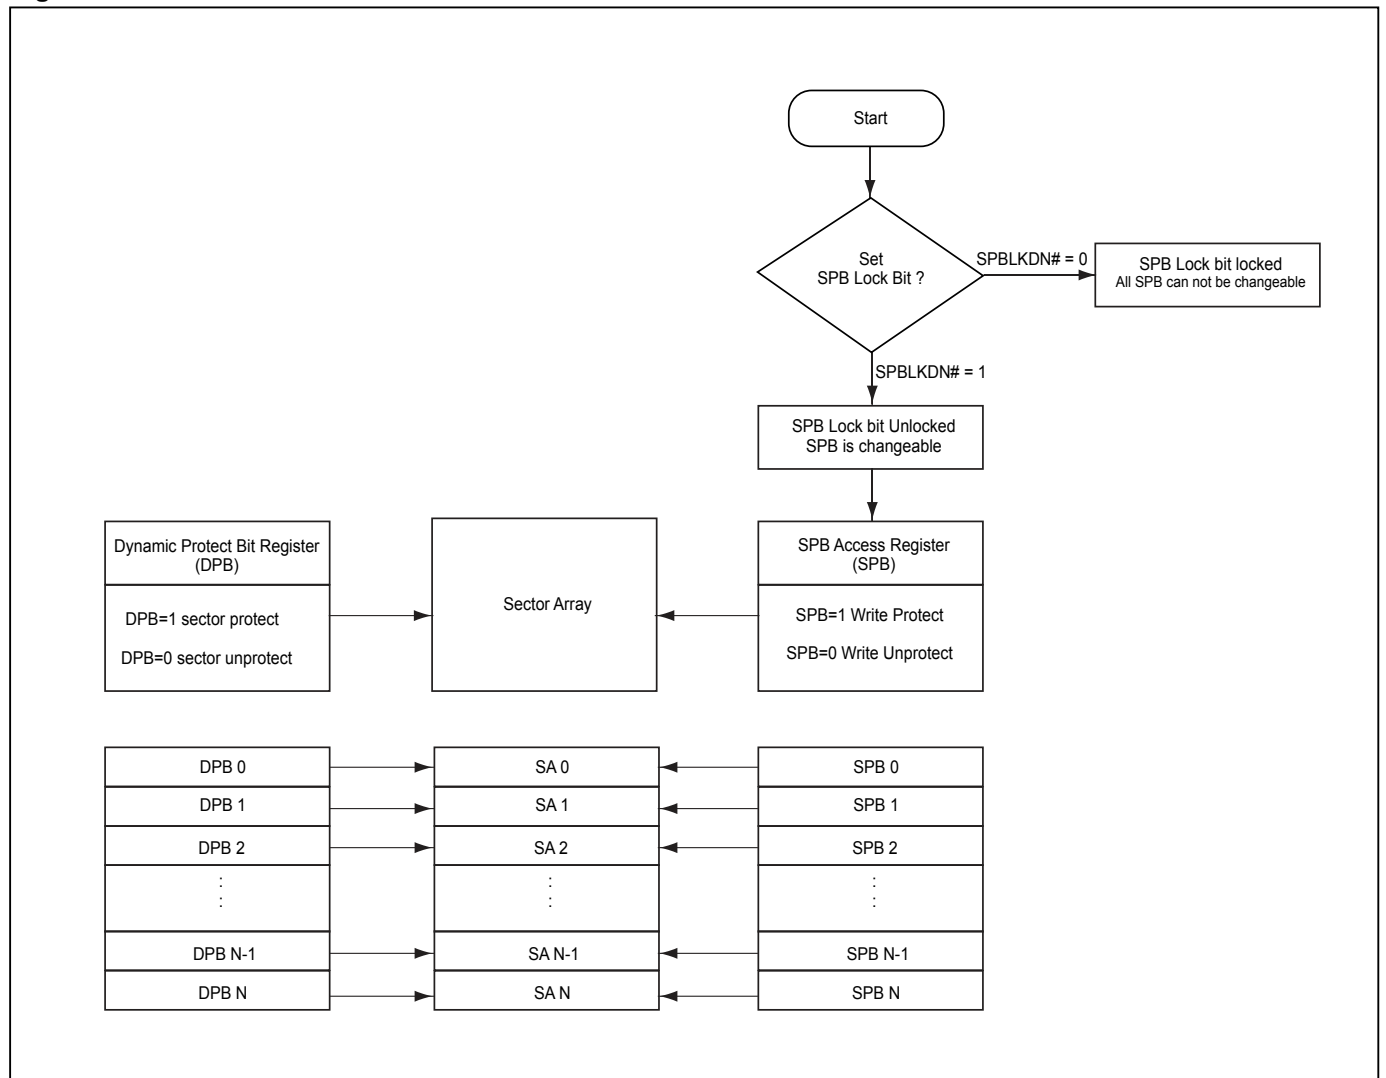 Start
Set
SPB Lock Bit ?
SPBLKDN# = 0
SPB Lock bit locked
All SPB can not be changeable
SPBLKDN# = 1
SPB Lock bit Unlocked
SPB is changeable
Dynamic Protect Bit Register
(DPB)
DPB=1 sector protect
DPB=0 sector unprotect
Sector Array
SPB Access Register
(SPB)
SPB=1 Write Protect
SPB=0 Write Unprotect
DPB 0
SA 0
SPB 0
DPB 1
SA 1
SPB 1
DPB 2
SA 2
SPB 2
DPB N-1
SA N-1
SPB N-1
DPB N
SA N
SPB N